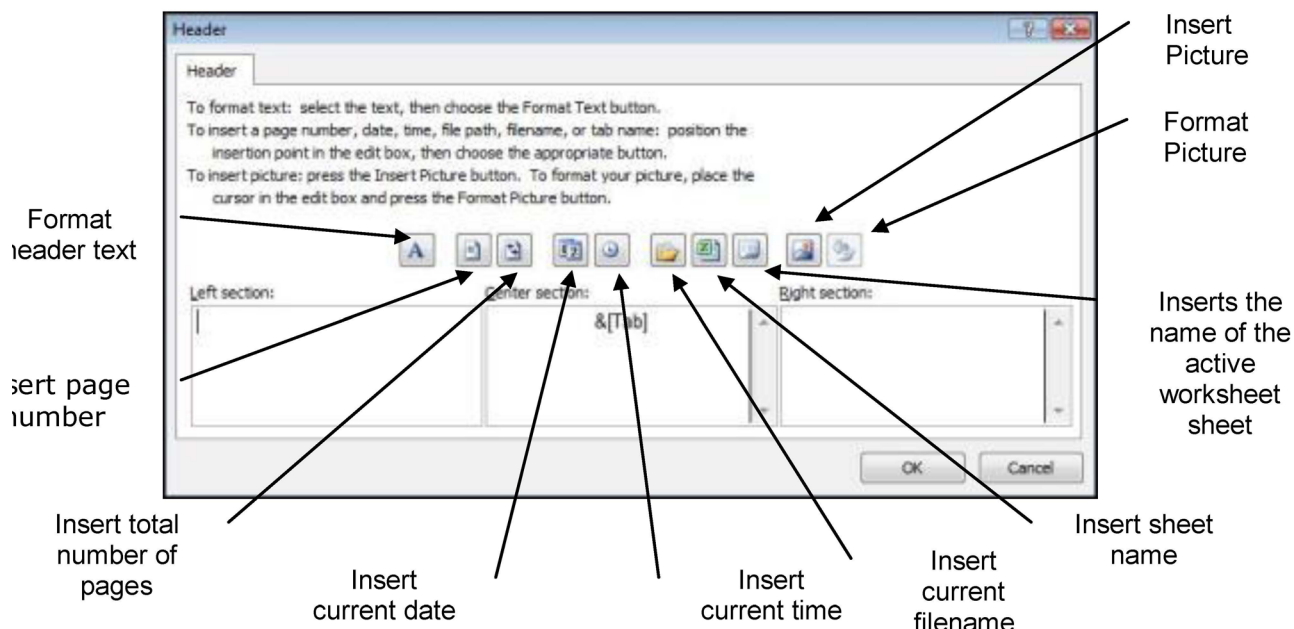 Header
Header
To format text: select the text, then choose the Format Text button.
To insert a page number, date, time, file path, filename, or tab name: position the
insertion point in the edit box, then choose the appropriate button.
To insert picture: press the Insert Picture button. To format your picture, place the
cursor in the edit box and press the Format Picture button.
A
Left section:
Center section:
Right section:
&[Tab]
OK
Cancel
Insert
Picture
Format
Picture
Format
header text
Inserts the
name of the
active
worksheet
sheet
sert page
number
Insert total
number of
pages
Insert
current date
Insert
current time
Insert
current
filename
Insert sheet
name